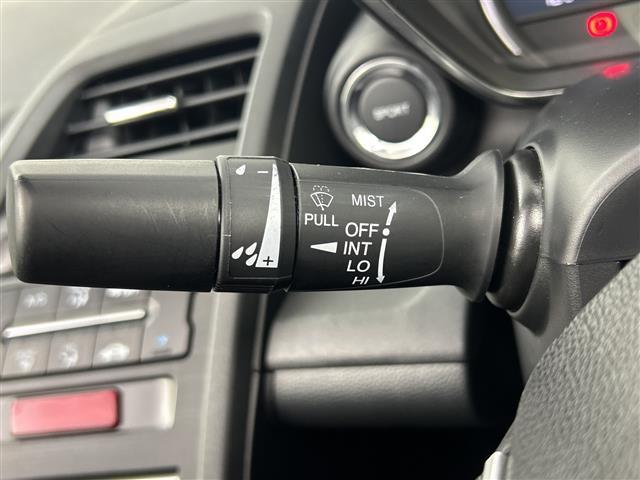 SPORT
MIST
PULL
OFF
INT
LO
HI
- 
+